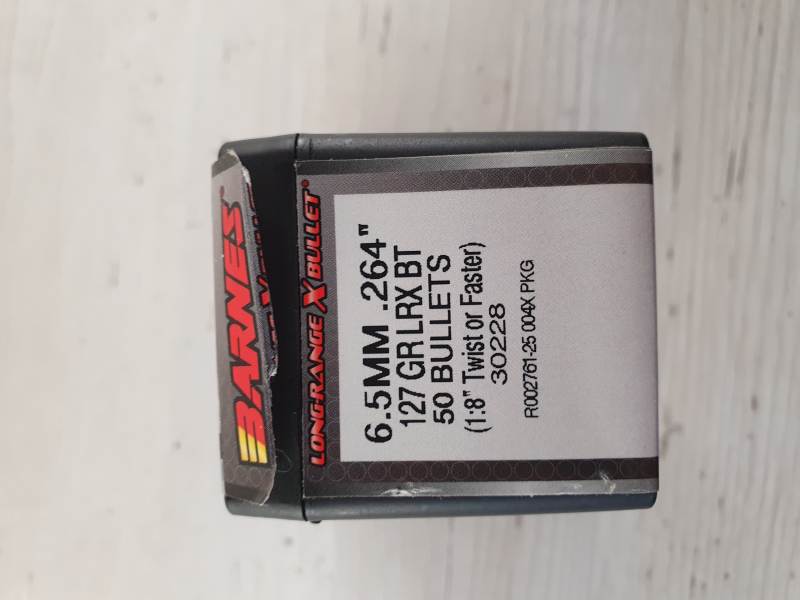 BARNES
LONG-RANGE X BULLET
6.5MM .264"
127 GR LRX BT
50 BULLETS
(1:8" Twist or Faster)
30228
R002761-25 004X PKG